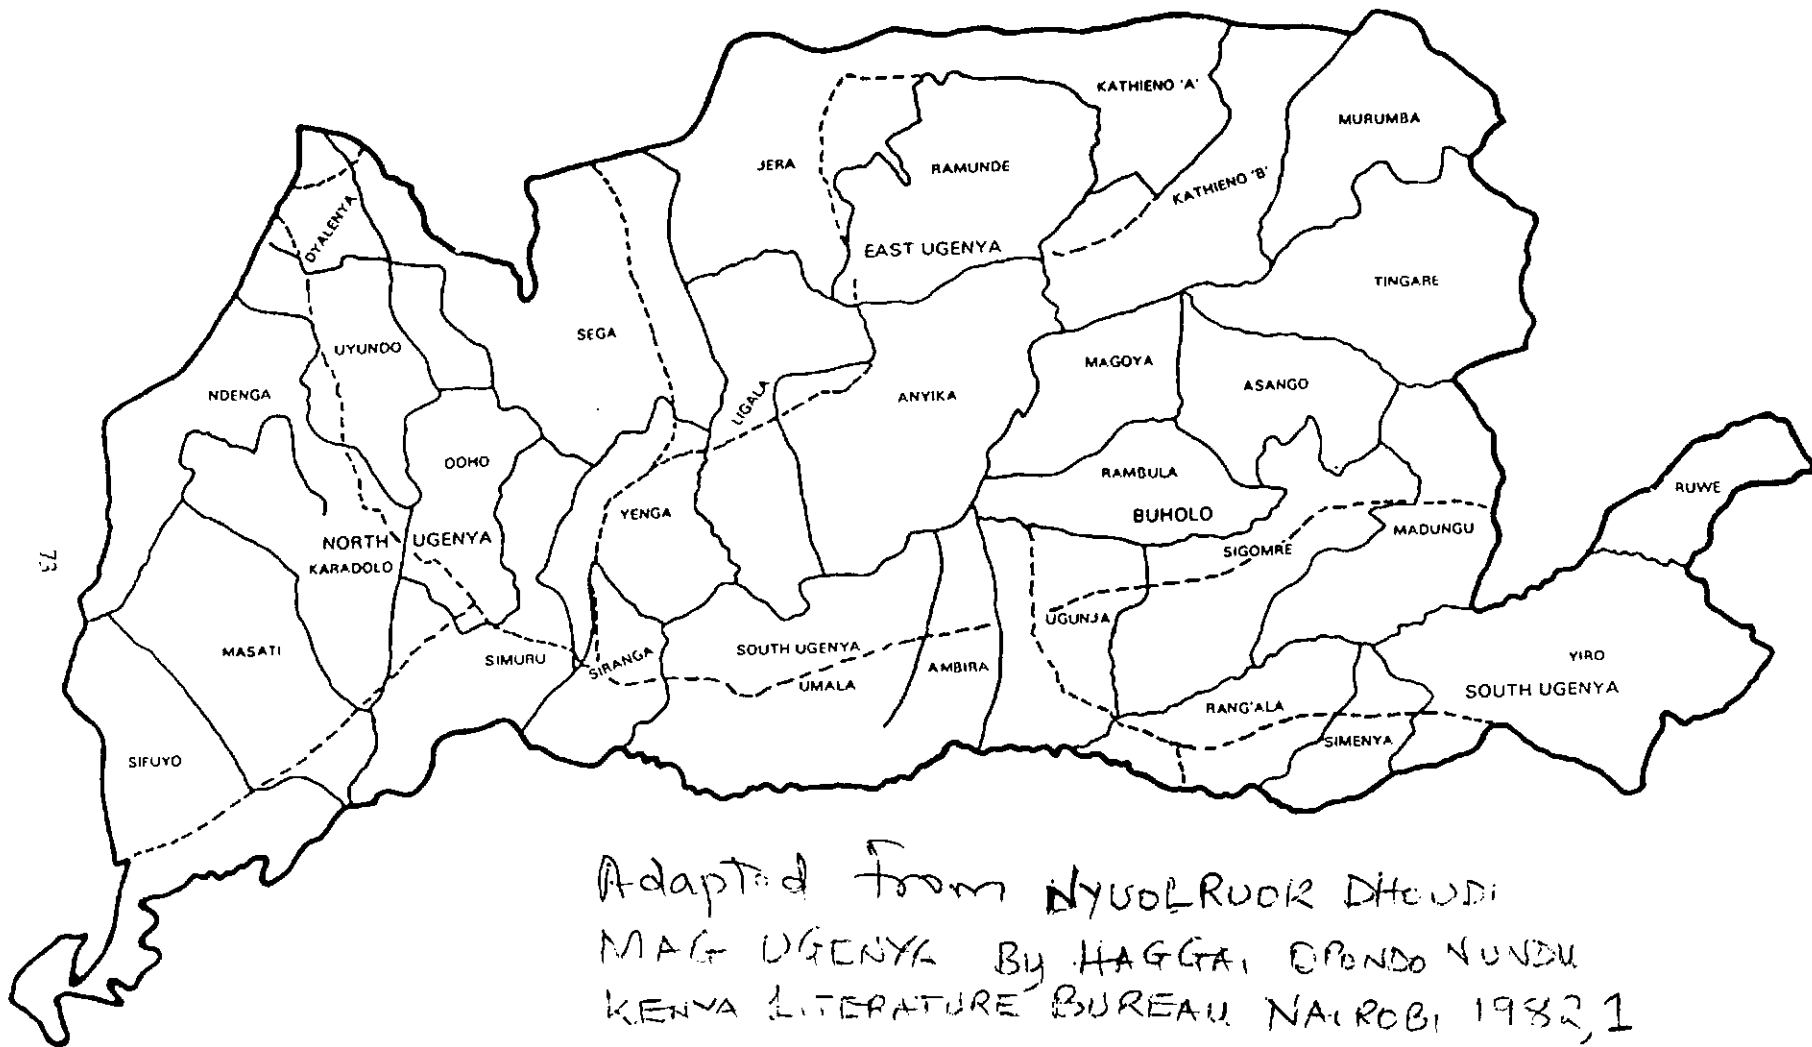 KATHIENO 'A'
MURUMBA
JERA
RAMUNDE
KATHIENO 'B'
DYALENYA
EAST UGENYA
TINGARE
SEGA
UYUNDO
MAGOYA
ASANGO
NDENGA
LIGALA
ANYIKA
DOHO
RAMBULA
RUWE
YENGA
BUHOLO
MADUNGU
NORTH UGENYA
SIGOMRE
KARADOLO
73
UGUNJA
MASATI
SIMURU
SIRANGA
SOUTH UGENYA
AMBIRA
YIRO
UMALA
SOUTH UGENYA
RANG'ALA
SIMENYA
SIFUYO
Adapted From NYUOLRUOK DHOUDI
MAG UGENYA By HAGGAI OPONDO NUNDU
KENYA LITERATURE BUREAU NAIROBI 1982,1